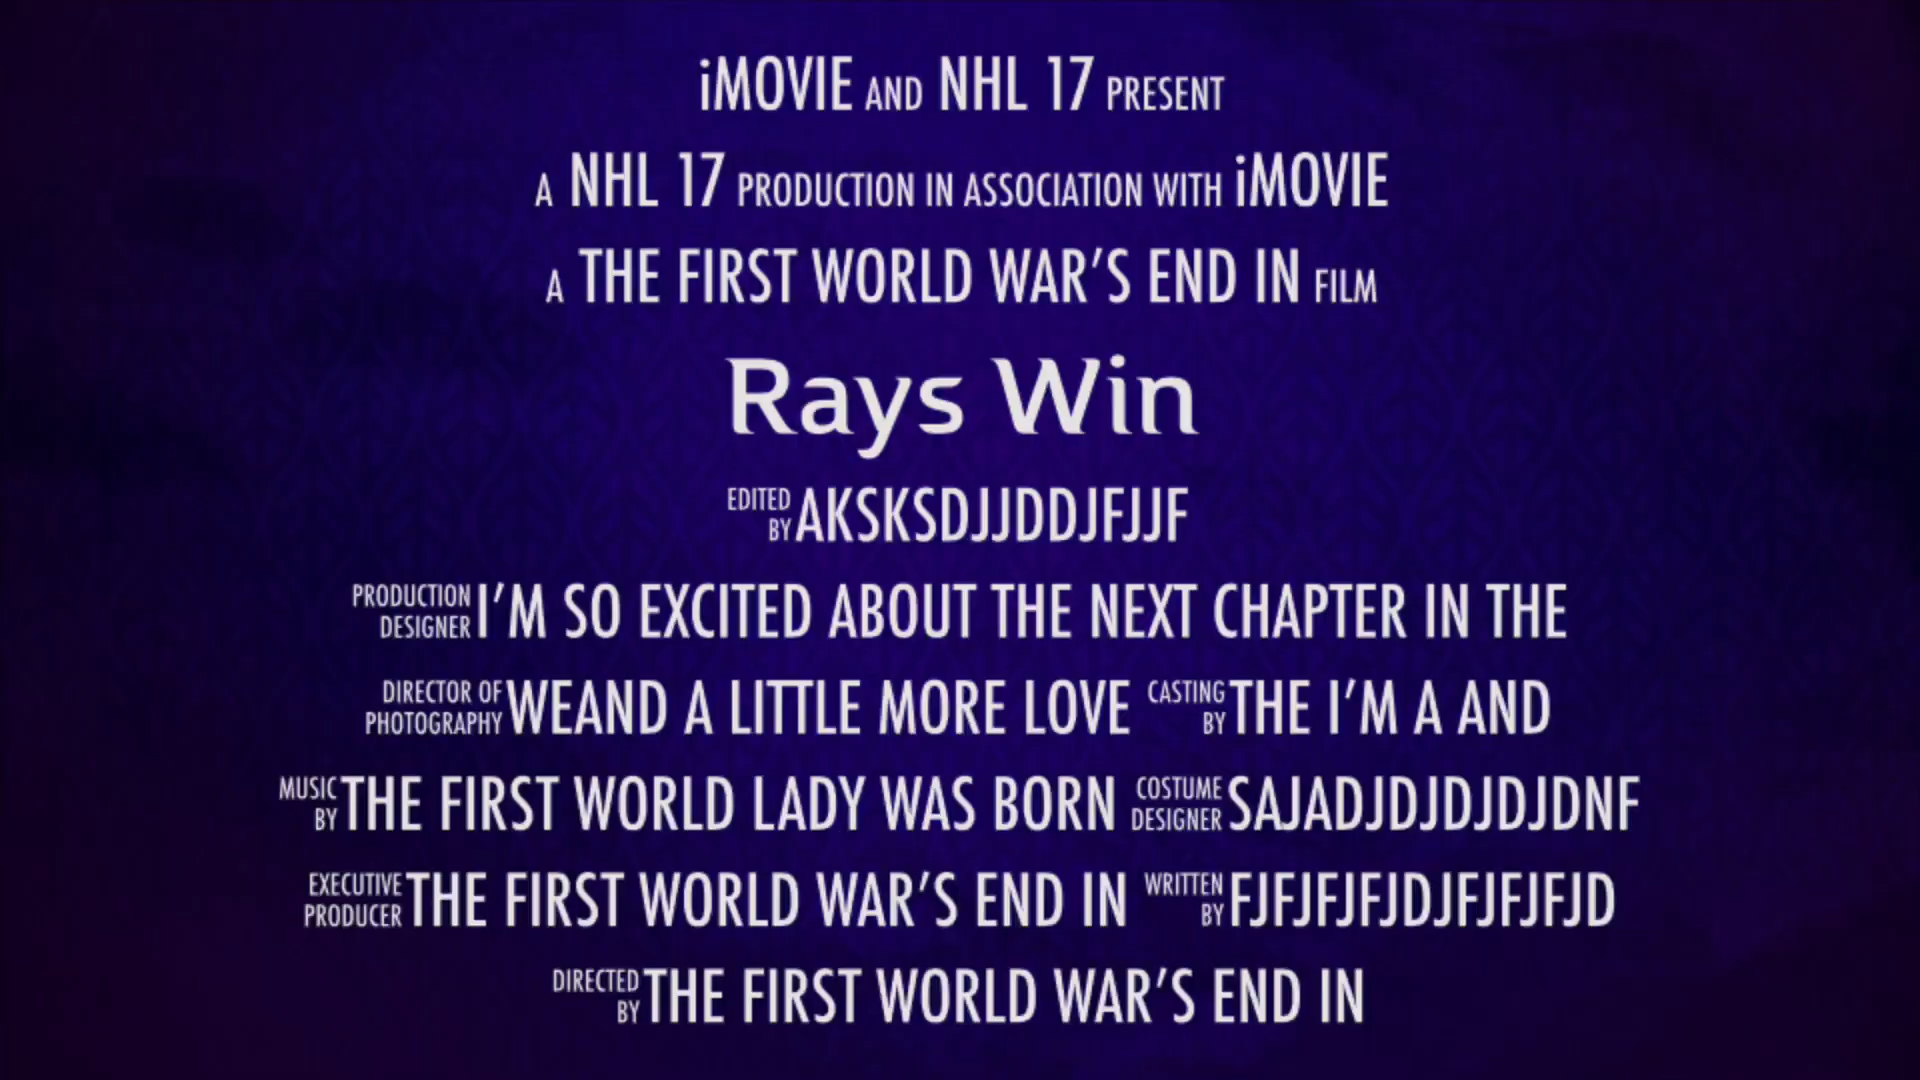 iMOVIE AND NHL 17 PRESENT
A NHL 17 PRODUCTION IN ASSOCIATION WITH iMOVIE
A THE FIRST WORLD WAR'S END IN FILM
Rays Win
EDITED BY AKSKSDJJDDJFJJF
PRODUCTION DESIGNER I'M SO EXCITED ABOUT THE NEXT CHAPTER IN THE
DIRECTOR OF PHOTOGRAPHY WEAND A LITTLE MORE LOVE CASTING BY THE I'M A AND
MUSIC BY THE FIRST WORLD LADY WAS BORN COSTUME DESIGNER SAJADJDJDJDJDNF
EXECUTIVE PRODUCER THE FIRST WORLD WAR'S END IN WRITTEN BY FJFJFJFJDJFJFJFJD
DIRECTED BY THE FIRST WORLD WAR'S END IN